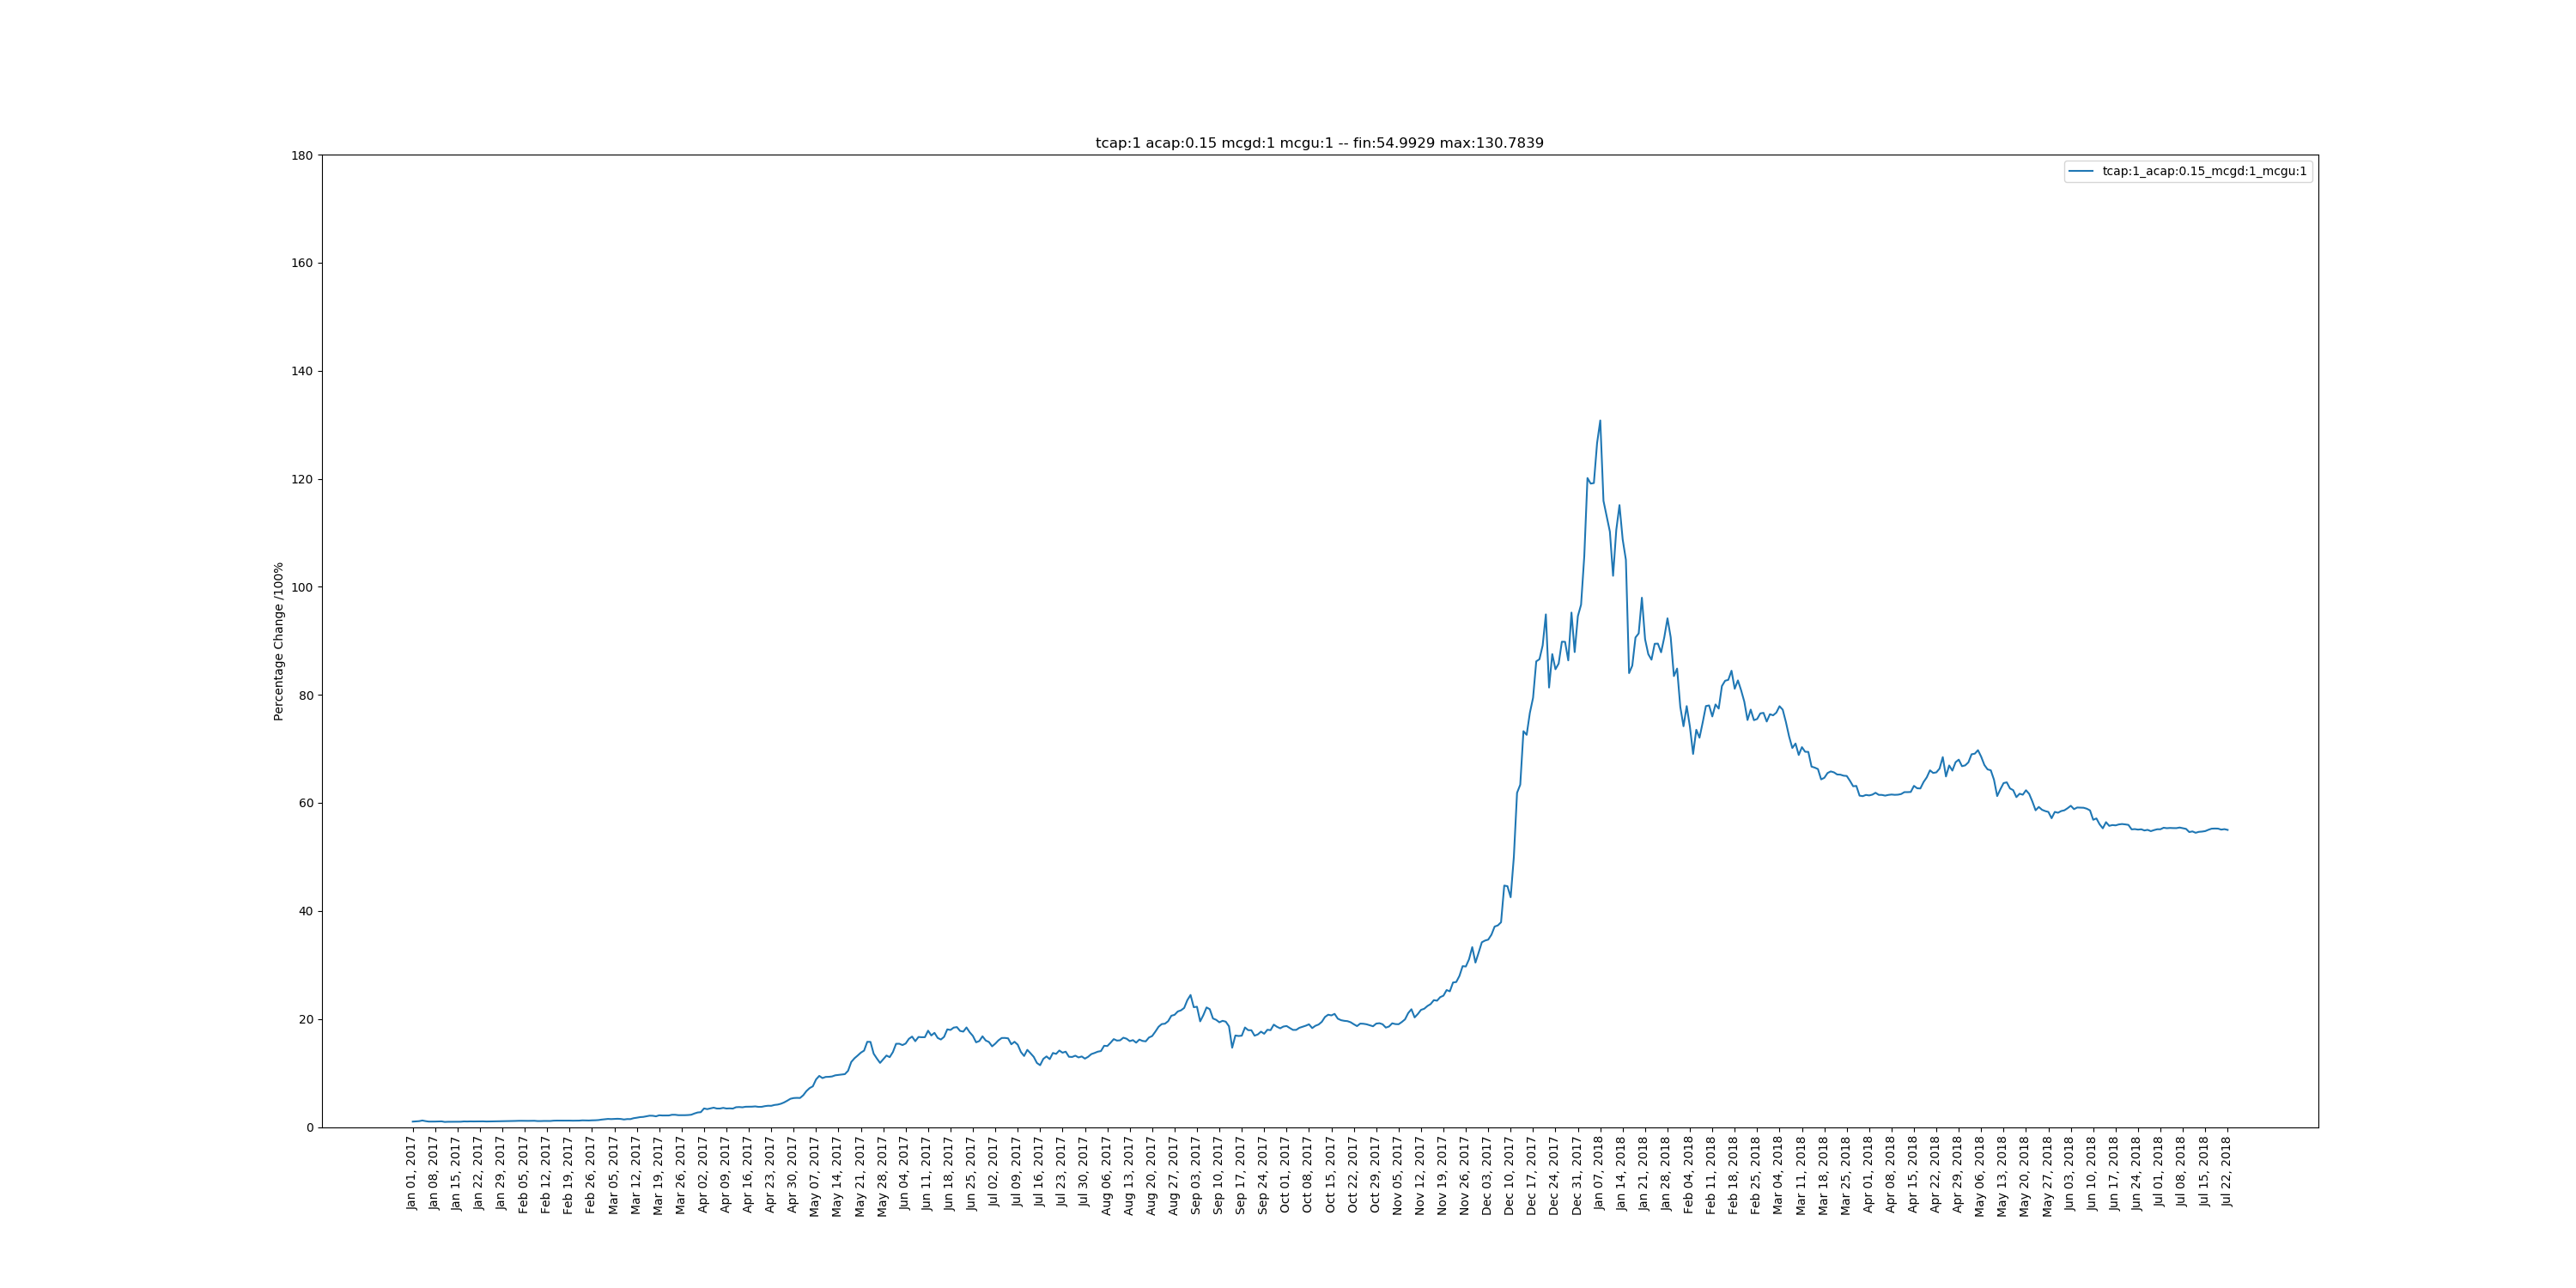 tcap:1 acap:0.15 mcgd:1 mcgu:1 -- fin:54.9929 max:130.7839
tcap:1_acap:0.15_mcgd:1_mcgu:1
Percentage Change /100%
180
160
140
120
100
80
60
40
20
0
Jan 01, 2017
Jan 08, 2017
Jan 15, 2017
Jan 22, 2017
Jan 29, 2017
Feb 05, 2017
Feb 12, 2017
Feb 19, 2017
Feb 26, 2017
Mar 05, 2017
Mar 12, 2017
Mar 19, 2017
Mar 26, 2017
Apr 02, 2017
Apr 09, 2017
Apr 16, 2017
Apr 23, 2017
Apr 30, 2017
May 07, 2017
May 14, 2017
May 21, 2017
May 28, 2017
Jun 04, 2017
Jun 11, 2017
Jun 18, 2017
Jun 25, 2017
Jul 02, 2017
Jul 09, 2017
Jul 16, 2017
Jul 23, 2017
Jul 30, 2017
Aug 06, 2017
Aug 13, 2017
Aug 20, 2017
Aug 27, 2017
Sep 03, 2017
Sep 10, 2017
Sep 17, 2017
Sep 24, 2017
Oct 01, 2017
Oct 08, 2017
Oct 15, 2017
Oct 22, 2017
Oct 29, 2017
Nov 05, 2017
Nov 12, 2017
Nov 19, 2017
Nov 26, 2017
Dec 03, 2017
Dec 10, 2017
Dec 17, 2017
Dec 24, 2017
Dec 31, 2017
Jan 07, 2018
Jan 14, 2018
Jan 21, 2018
Jan 28, 2018
Feb 04, 2018
Feb 11, 2018
Feb 18, 2018
Feb 25, 2018
Mar 04, 2018
Mar 11, 2018
Mar 18, 2018
Mar 25, 2018
Apr 01, 2018
Apr 08, 2018
Apr 15, 2018
Apr 22, 2018
Apr 29, 2018
May 06, 2018
May 13, 2018
May 20, 2018
May 27, 2018
Jun 03, 2018
Jun 10, 2018
Jun 17, 2018
Jun 24, 2018
Jul 01, 2018
Jul 08, 2018
Jul 15, 2018
Jul 22, 2018